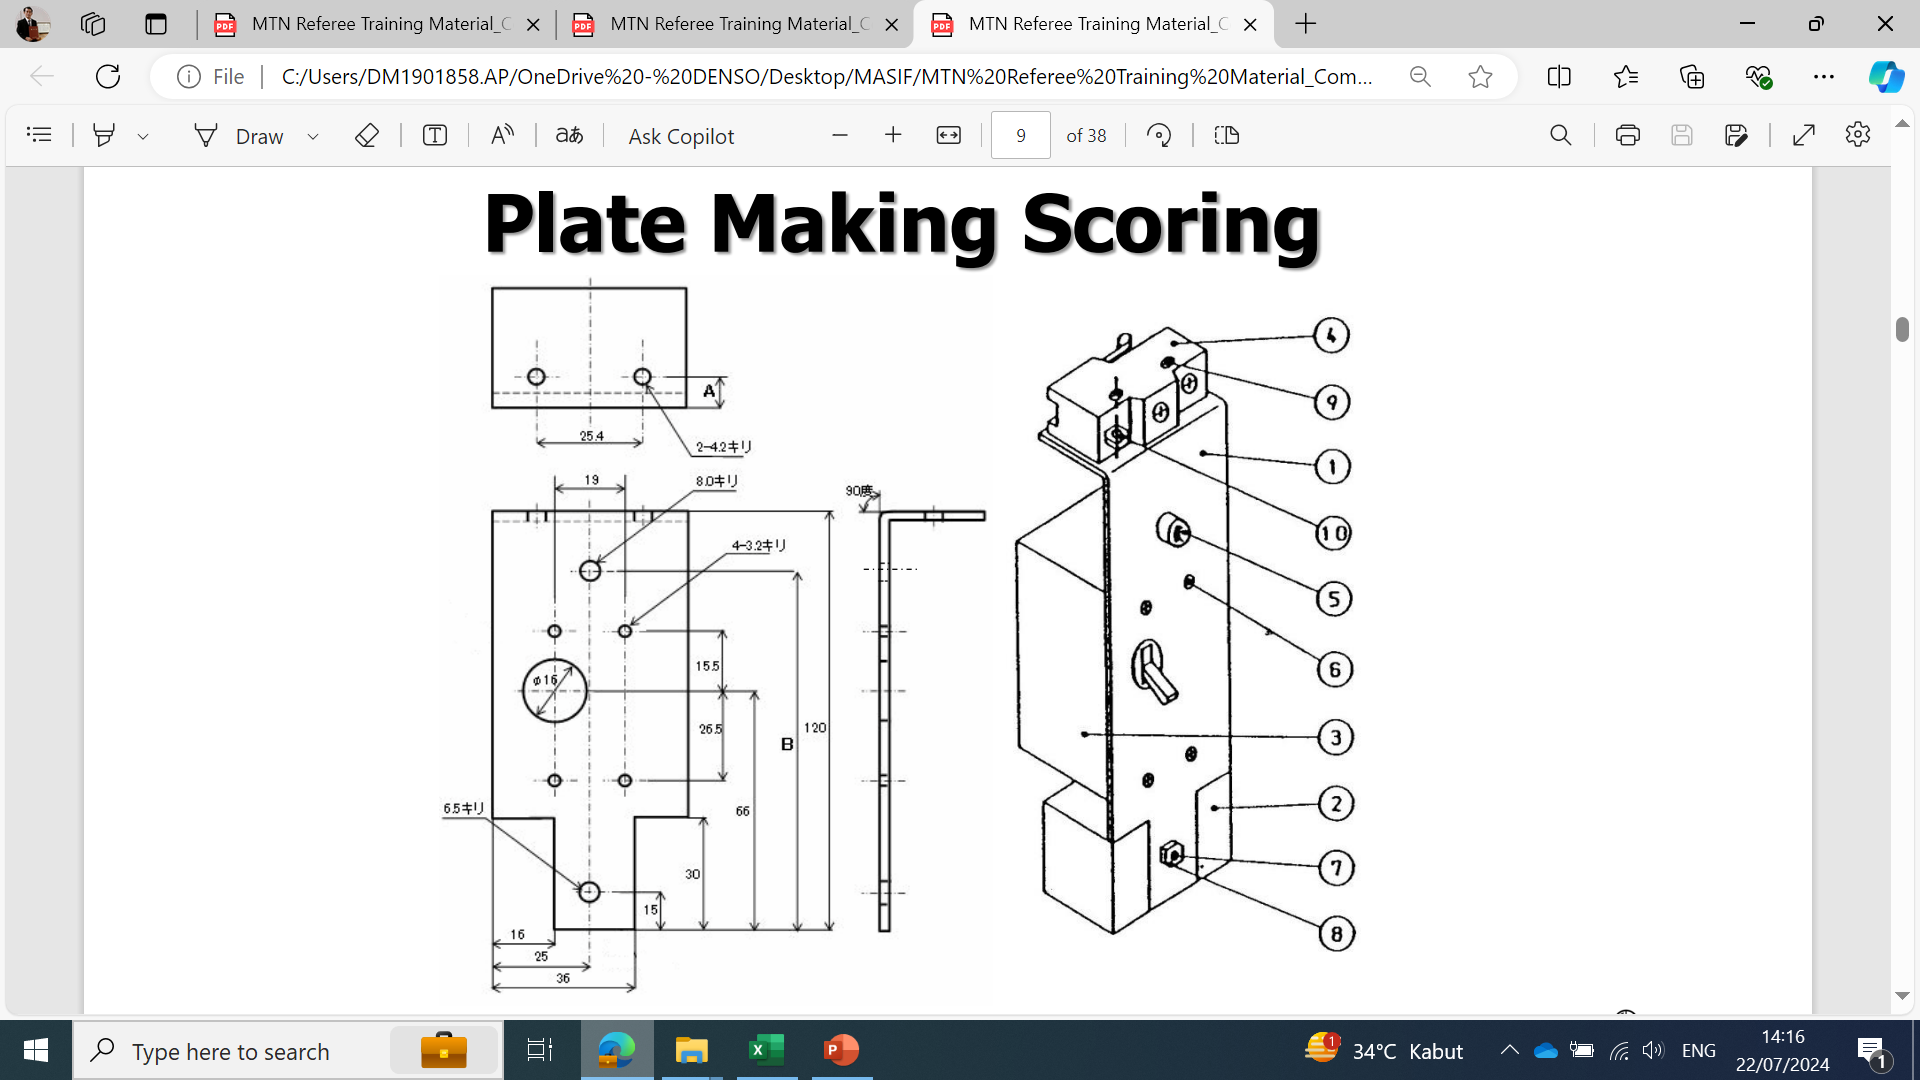 MTN Referee Training Material_C
MTN Referee Training Material_C
MTN Referee Training Material_C
File
C:/Users/DM1901858.AP/OneDrive%20-%20DENSO/Desktop/MASIF/MTN%20Referee%20Training%20Material_Com...
Draw
aあ
Ask Copilot
9
of 38
Plate Making Scoring
A
25.4
2-4.2キリ
19
8.0キリ
90度
4-3.2キリ
φ16
15.5
26.5
B
120
66
6.5キリ
30
15
16
25
36
4
9
1
10
5
6
3
2
7
8
Type here to search
1
34°C Kabut
ENG
14:16
22/07/2024
1